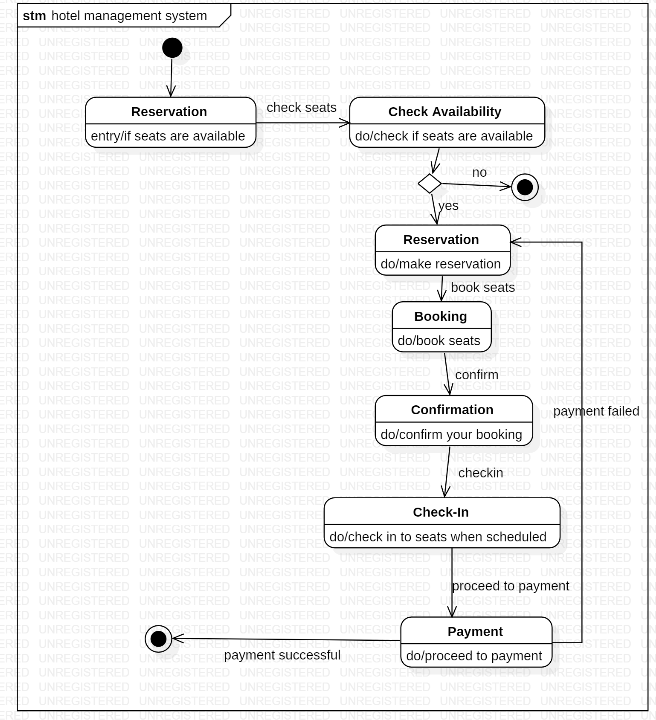 stm hotel management system
Reservation
entry/if seats are available
check seats
Check Availability
do/check if seats are available
no
yes
Reservation
do/make reservation
book seats
Booking
do/book seats
confirm
Confirmation
do/confirm your booking
payment failed
checkin
Check-In
do/check in to seats when scheduled
proceed to payment
Payment
do/proceed to payment
payment successful
UNREGISTERED